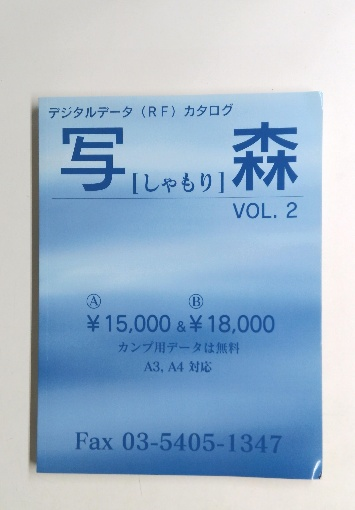 デジタルデータ（RF）カタログ
写[しゃもり]森
VOL. 2
Ⓐ Ⓑ
¥15,000 & ¥18,000
カンプ用データは無料
A3, A4 対応
Fax 03-5405-1347